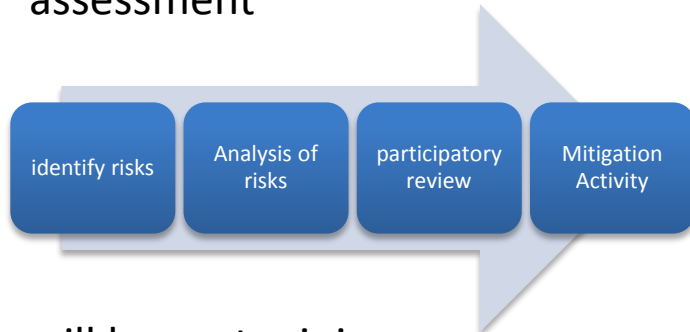 assessment
identify risks
Analysis of
risks
participatory
review
Mitigation
Activity